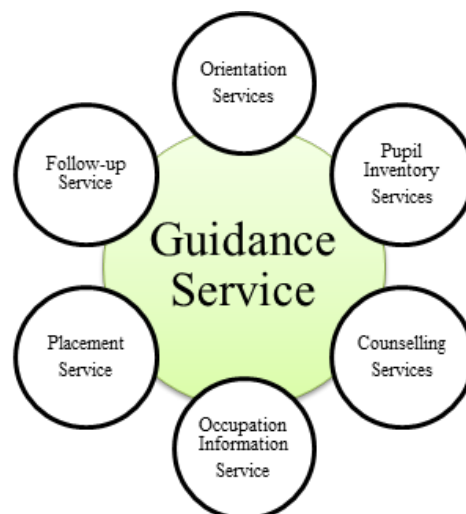 Orientation
Services
Pupil
Inventory
Services
Counselling
Services
Occupation
Information
Service
Placement
Service
Follow-up
Service
Guidance
Service